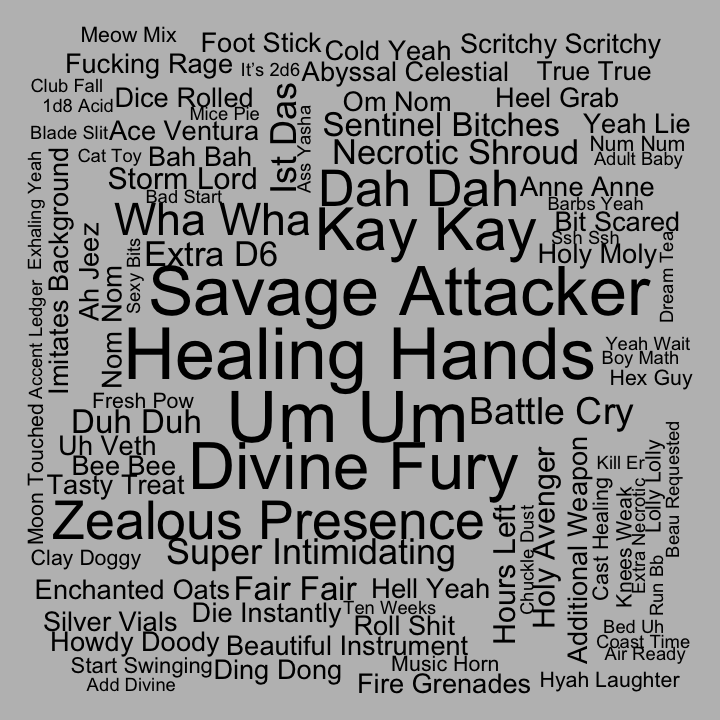 Meow Mix
Foot Stick
Cold Yeah
Scritchy Scritchy
Fucking Rage
It's 2d6
Abyssal Celestial
True True
Club Fall
1d8 Acid
Dice Rolled
Mice Pie
Ist Das
Ass Yasha
Om Nom
Heel Grab
Blade Slit
Ace Ventura
Sentinel Bitches
Yeah Lie
Cat Toy
Bah Bah
Necrotic Shroud
Num Num
Adult Baby
Storm Lord
Bad Start
Dah Dah
Anne Anne
Barbs Yeah
Exhaling Yeah
Imitates Background
Wha Wha
Kay Kay
Bit Scared
Ssh Ssh
Ah Jeez
Sexy Bits
Extra D6
Holy Moly
Dream Tea
Nom Nom
Savage Attacker
Accent Ledger
Healing Hands
Yeah Wait
Boy Math
Hex Guy
Fresh Pow
Duh Duh
Um Um
Battle Cry
Moon Touched
Uh Veth
Bee Bee
Tasty Treat
Divine Fury
Holy Avenger
Additional Weapon
Kill Er
Lolly Lolly
Beau Requested
Zealous Presence
Hours Left
Chuckle Dust
Cast Healing
Knees Weak
Extra Necrotic
Clay Doggy
Super Intimidating
Run Bb
Enchanted Oats
Fair Fair
Hell Yeah
Silver Vials
Die Instantly
Ten Weeks
Roll Shit
Bed Uh
Howdy Doody
Beautiful Instrument
Coast Time
Air Ready
Start Swinging
Ding Dong
Music Horn
Add Divine
Fire Grenades
Hyah Laughter